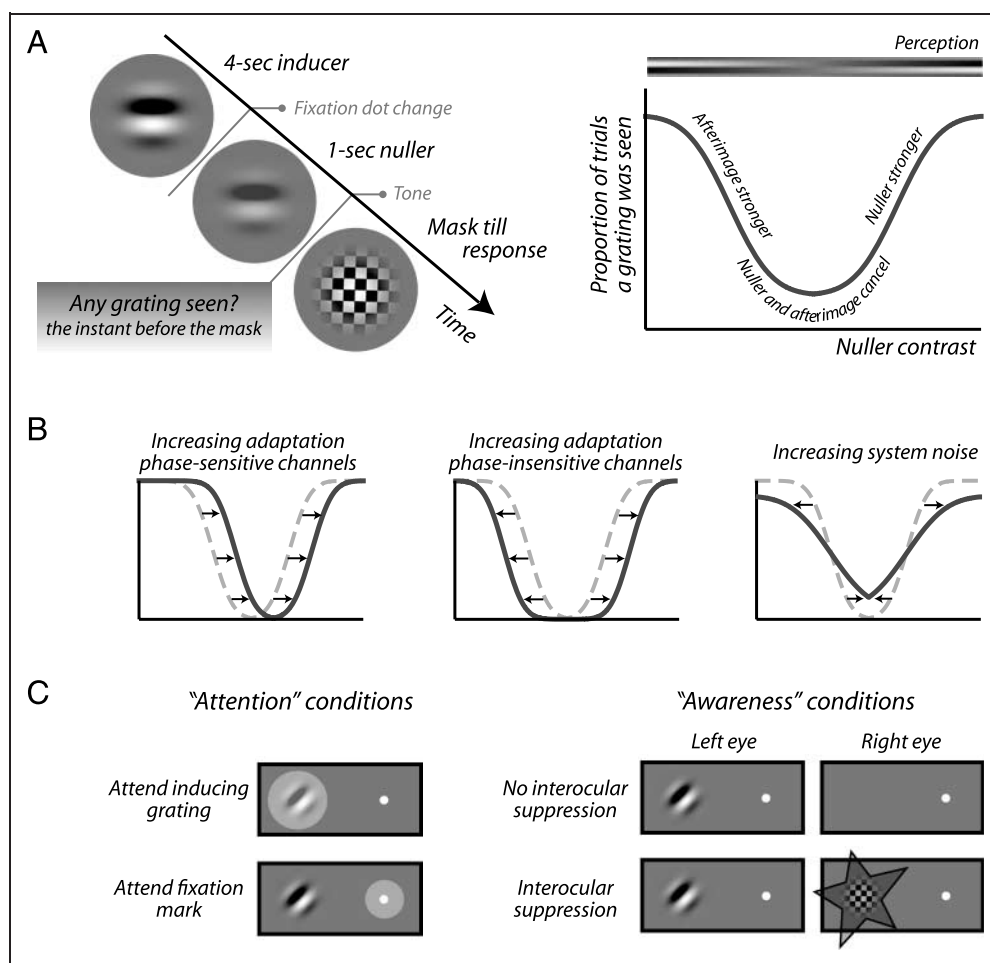 A
4-sec inducer
Fixation dot change
1-sec nuller
Tone
Mask till
response
Any grating seen?
the instant before the mask
Time
Perception
Proportion of trials
a grating was seen
Afterimage stronger
Nuller and afterimage cancel
Nuller stronger
Nuller contrast
B
Increasing adaptation
phase-sensitive channels
Increasing adaptation
phase-insensitive channels
Increasing system noise
C
"Attention" conditions
Attend inducing
grating
Attend fixation
mark
"Awareness" conditions
Left eye
Right eye
No interocular
suppression
Interocular
suppression